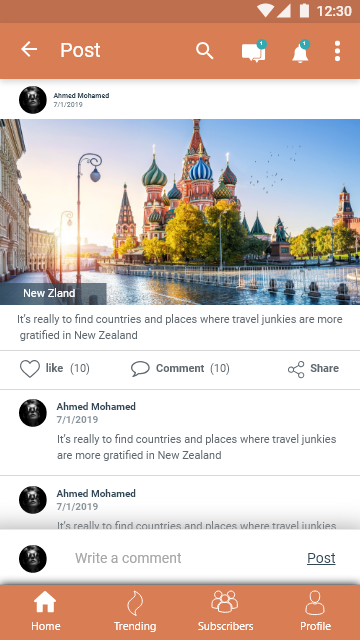 12:30
Post
1
1
Ahmed Mohamed
7/1/2019
New Zland
It's really to find countries and places where travel junkies are more
gratified in New Zealand
like (10)
Comment (10)
Share
Ahmed Mohamed
7/1/2019
It's really to find countries and places where travel junkies
are more gratified in New Zealand
Ahmed Mohamed
7/1/2019
It's really to find countries and places where travel junkies
Write a comment
Post
Home
Trending
Subscribers
Profile